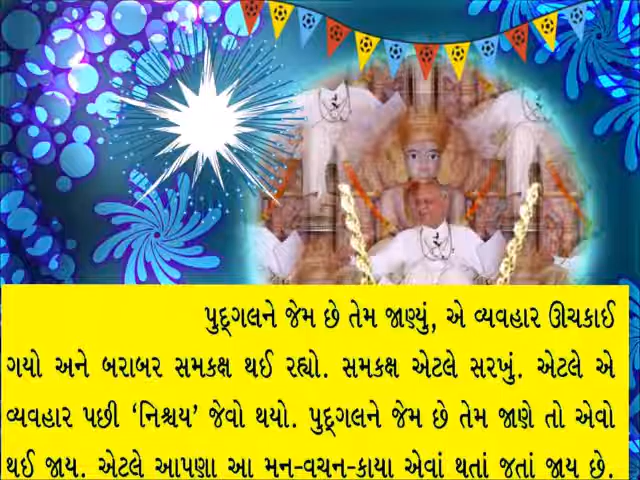 પુદ્ગલને જેમ છે તેમ જાણ્યું, એ વ્યવહાર ઊંચકાઈ
ગયો અને બરાબર સમકક્ષ થઈ રહ્યો. સમકક્ષ એટલે સરખું. એટલે એ
વ્યવહાર પછી ‘નિશ્ચય’ જેવો થયો. પુદ્ગલને જેમ છે તેમ જાણે તો એવો
થઈ જાય. એટલે આપણા આ મન-વચન-કાયા એવાં થતાં જતાં જાય છે.